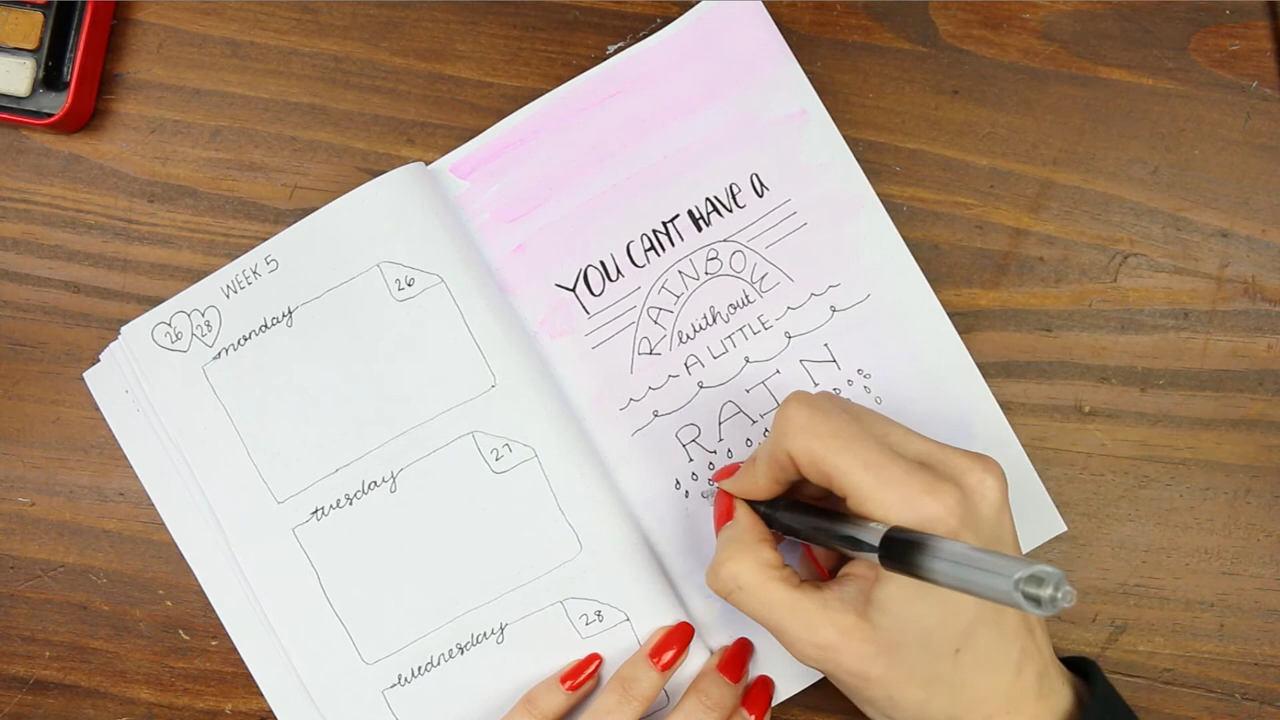 WEEK 5
26 28
monday 26
tuesday 27
wednesday 28
YOU CANT HAVE a
RAINBOW
without
A LITTLE
RAIN